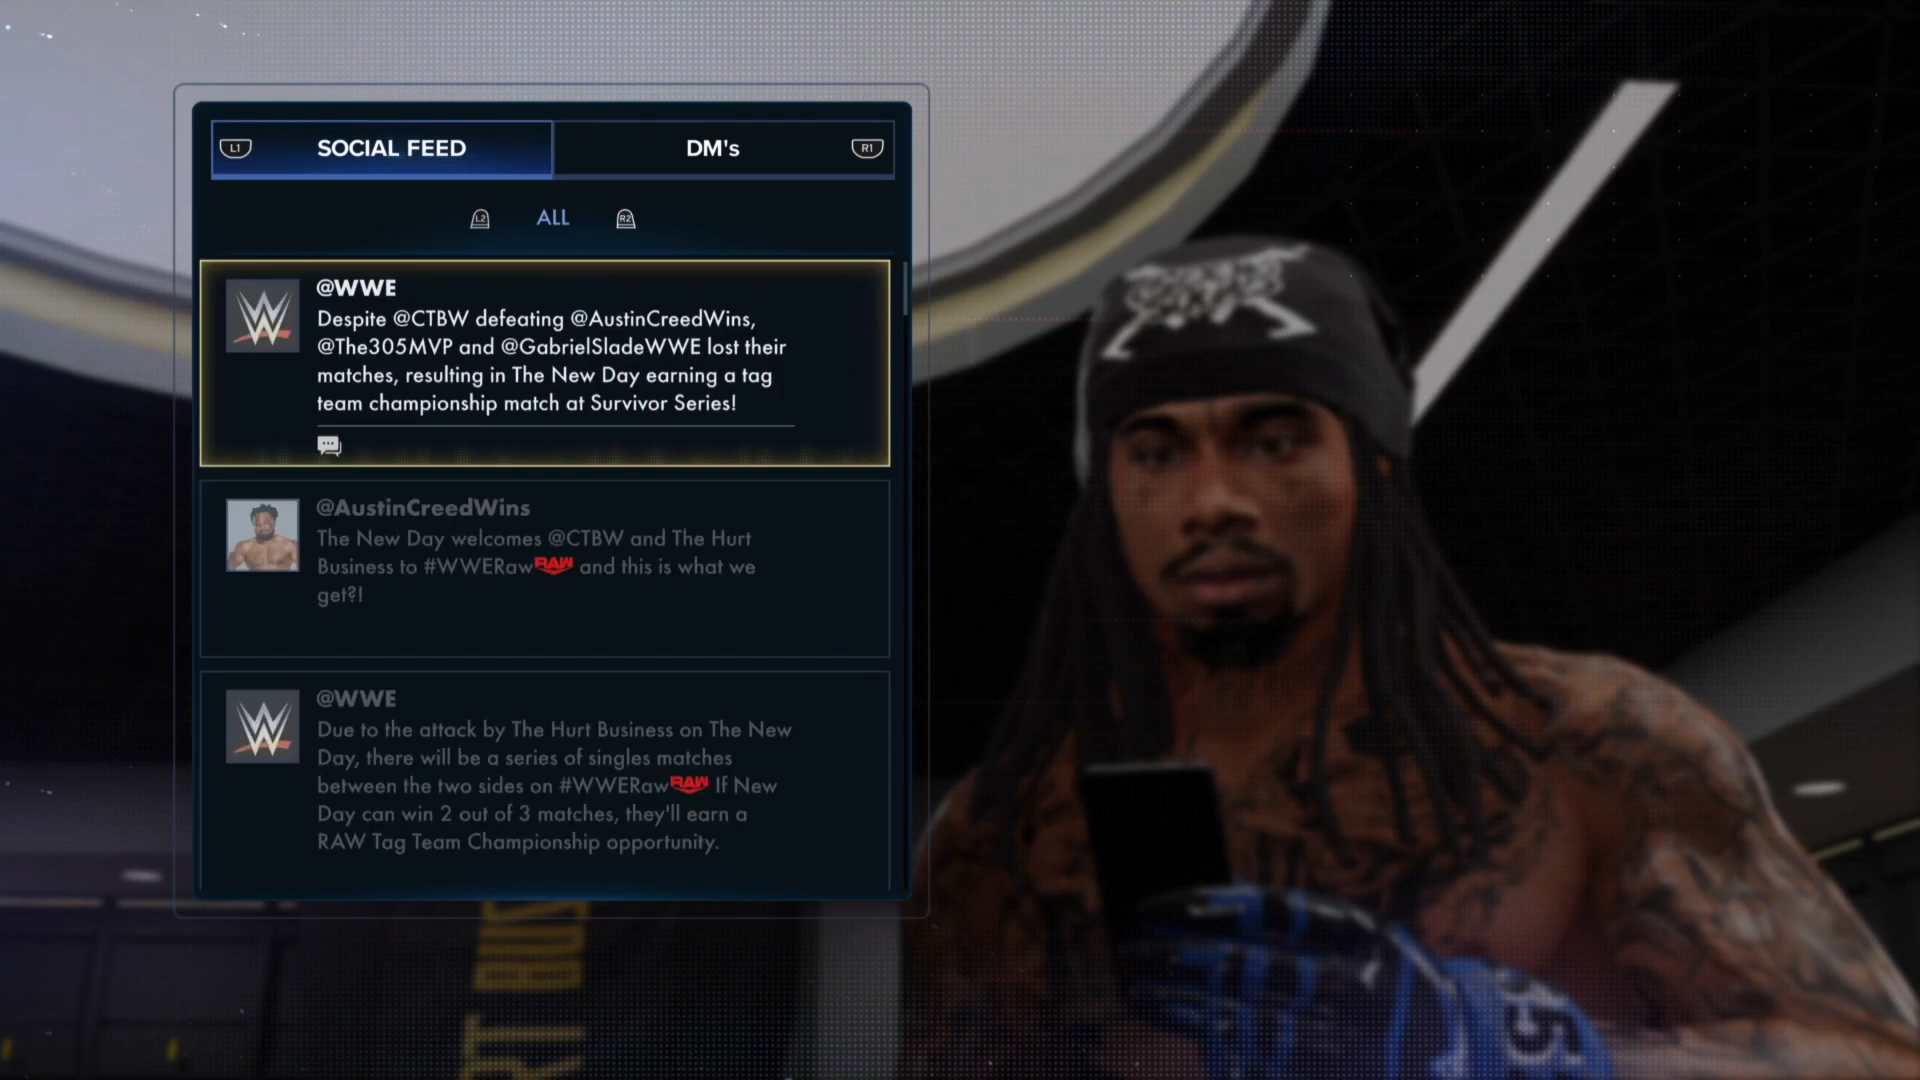 L1 SOCIAL FEED DM's R1
L2 ALL R2
@WWE
Despite @CTBW defeating @AustinCreedWins,
@The305MVP and @GabrielSladeWWE lost their
matches, resulting in The New Day earning a tag
team championship match at Survivor Series!
@AustinCreedWins
The New Day welcomes @CTBW and The Hurt
Business to #WWERaw RAW and this is what we
get?!
@WWE
Due to the attack by The Hurt Business on The New
Day, there will be a series of singles matches
between the two sides on #WWERaw RAW If New
Day can win 2 out of 3 matches, they'll earn a
RAW Tag Team Championship opportunity.